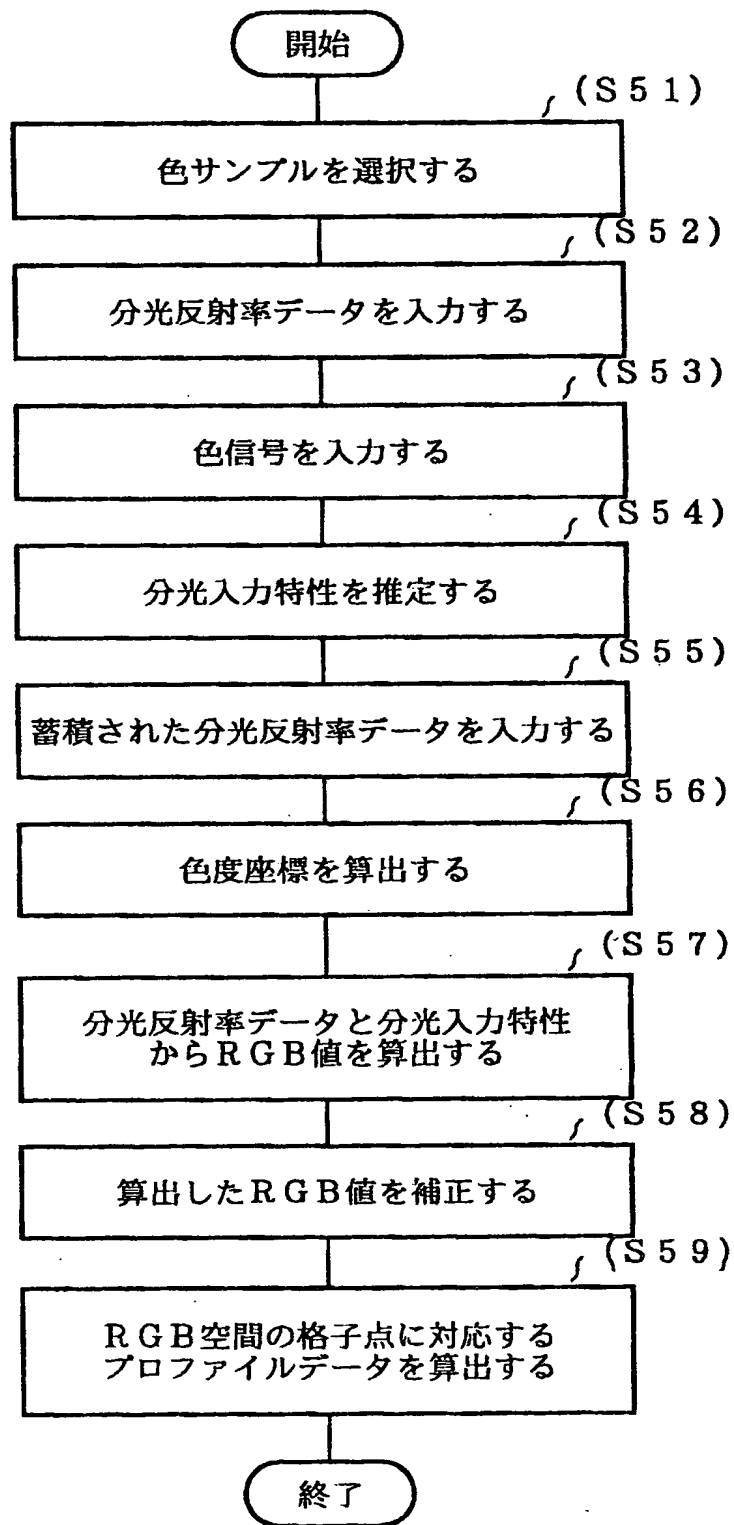 開始
(S51)
色サンプルを選択する
(S52)
分光反射率データを入力する
(S53)
色信号を入力する
(S54)
分光入力特性を推定する
(S55)
蓄積された分光反射率データを入力する
(S56)
色度座標を算出する
(S57)
分光反射率データと分光入力特性
からRGB値を算出する
(S58)
算出したRGB値を補正する
(S59)
RGB空間の格子点に対応する
プロファイルデータを算出する
終了